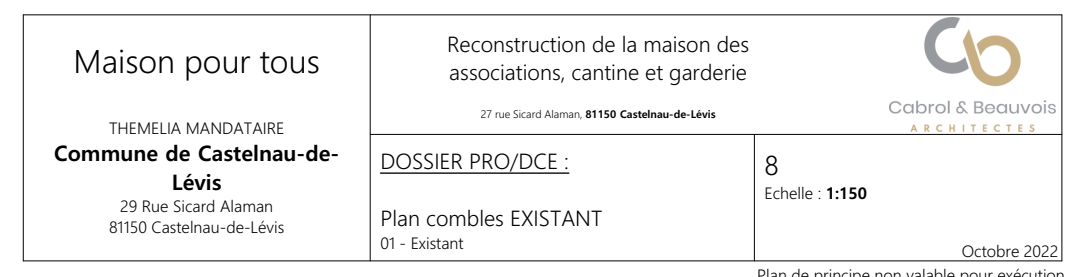 Maison pour tous
THEMELIA MANDATAIRE
Commune de Castelnau-de-
Lévis
29 Rue Sicard Alaman
81150 Castelnau-de-Lévis
Reconstruction de la maison des
associations, cantine et garderie
27 rue Sicard Alaman, 81150 Castelnau-de-Lévis
Cabrol & Beauvois
ARCHITECTES
DOSSIER PRO/DCE :
Plan combles EXISTANT
01 - Existant
8
Echelle : 1:150
Octobre 2022
Plan de principe non valable pour exécution